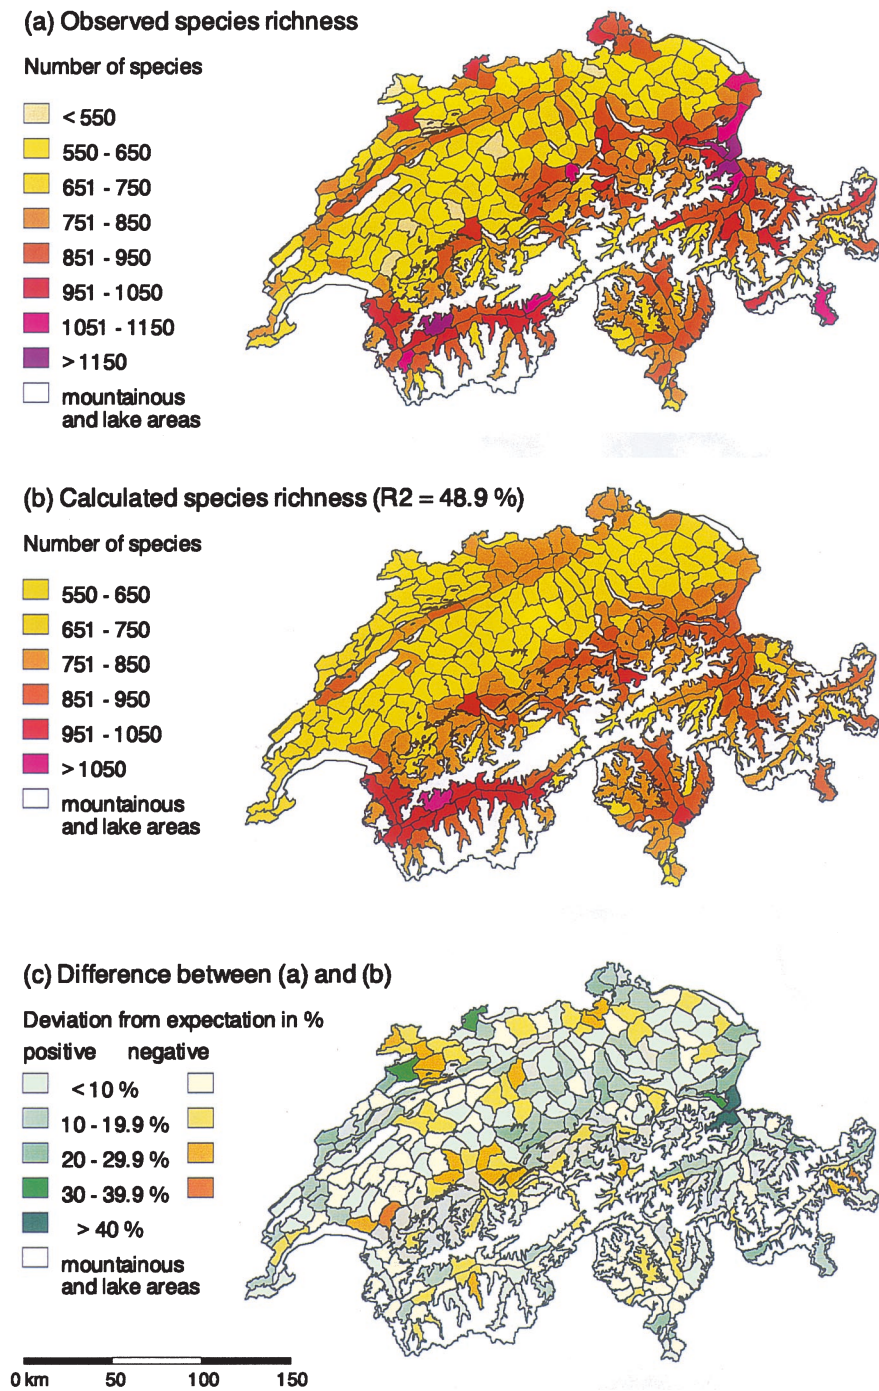 (a) Observed species richness
Number of species
< 550
550 - 650
651 - 750
751 - 850
851 - 950
951 - 1050
1051 - 1150
> 1150
mountainous
and lake areas
(b) Calculated species richness (R2 = 48.9 %)
Number of species
550 - 650
651 - 750
751 - 850
851 - 950
951 - 1050
> 1050
mountainous
and lake areas
(c) Difference between (a) and (b)
Deviation from expectation in %
positive negative
< 10 %
10 - 19.9 %
20 - 29.9 %
30 - 39.9 %
> 40 %
mountainous
and lake areas
0 km 50 100 150